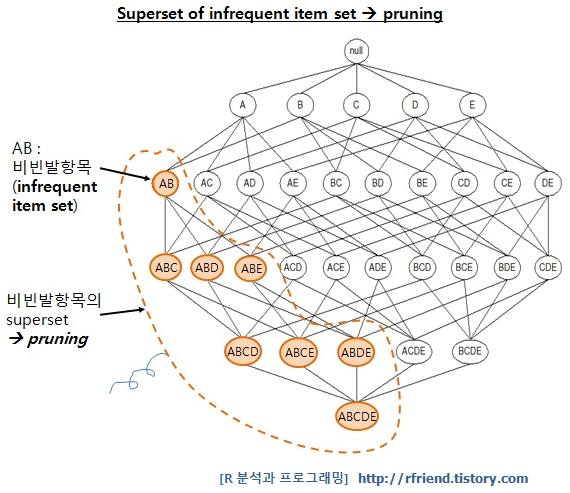 Superset of infrequent item set → pruning
null
A B C D E
AB :
비빈발항목
(infrequent
item set)
AB AC AD AE BC BD BE CD CE DE
ABC ABD ABE ACD ACE ADE BCD BCE BDE CDE
비빈발항목의
superset
→ pruning
ABCD ABCE ABDE ACDE BCDE
ABCDE
[R 분석과 프로그래밍] http://rfriend.tistory.com